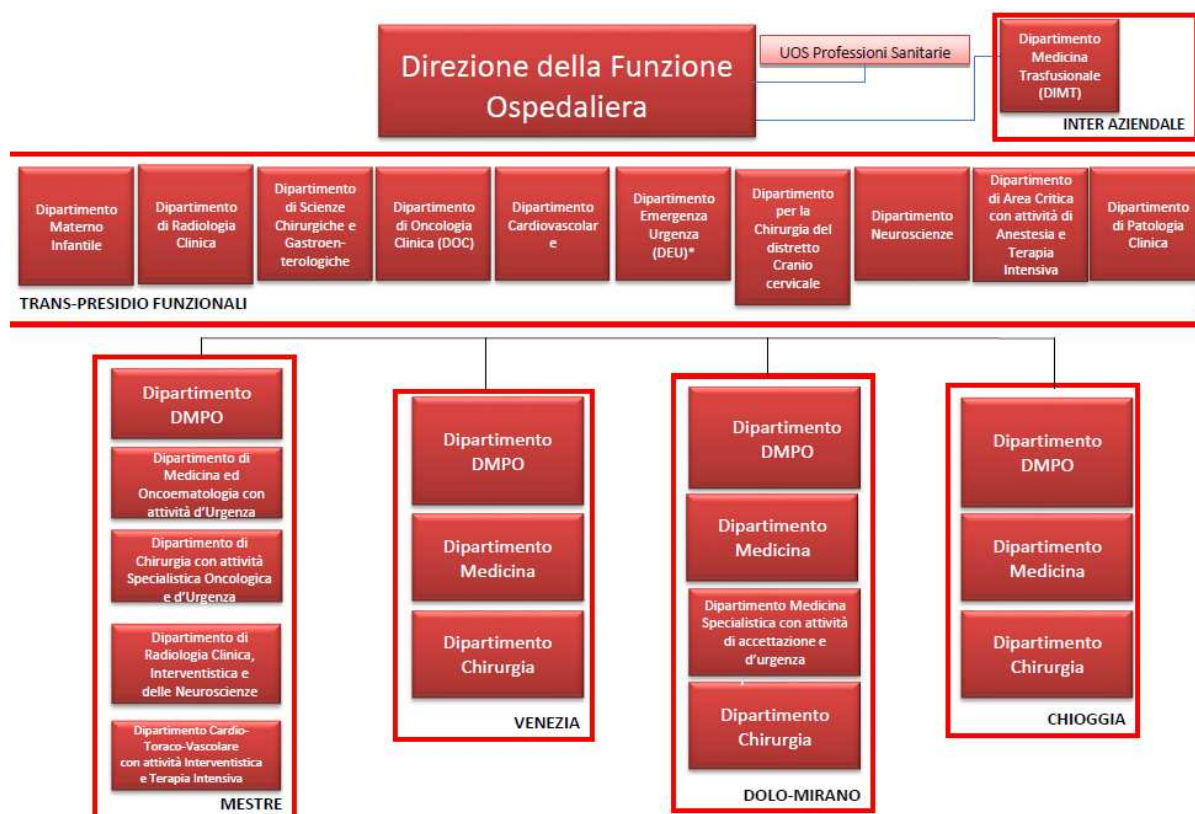 Direzione della Funzione
Ospedaliera
UOS Professioni Sanitarie
Dipartimento
Medicina
Trasfusionale
(DIMT)
INTER AZIENDALE
Dipartimento
Materno
Infantile
Dipartimento
di Radiologia
Clinica
Dipartimento
di Scienze
Chirurgiche e
Gastroen-
terologiche
Dipartimento
di Oncologia
Clinica (DOC)
Dipartimento
Cardiovascolar
e
Dipartimento
Emergenza
Urgenza
(DEU)*
Dipartimento
per la
Chirurgia del
distretto
Cranio
cervicale
Dipartimento
Neuroscienze
Dipartimento
di Area Critica
con attività di
Anestesia e
Terapia
Intensiva
Dipartimento
di Patologia
Clinica
TRANS-PRESIDIO FUNZIONALI
Dipartimento
DMPO
Dipartimento di
Medicina ed
Oncoematologia con
attività d'Urgenza
Dipartimento di
Chirurgia con attività
Specialistica Oncologica
e d'Urgenza
Dipartimento di
Radiologia Clinica,
Interventistica e
delle Neuroscienze
Dipartimento Cardio-
Toraco-Vascolare
con attività Interventistica
e Terapia Intensiva
MESTRE
Dipartimento
DMPO
Dipartimento
Medicina
Dipartimento
Chirurgia
VENEZIA
Dipartimento
DMPO
Dipartimento
Medicina
Dipartimento Medicina
Specialistica con attività
di accettazione e
d'urgenza
Dipartimento
Chirurgia
DOLO-MIRANO
Dipartimento
DMPO
Dipartimento
Medicina
Dipartimento
Chirurgia
CHIOGGIA